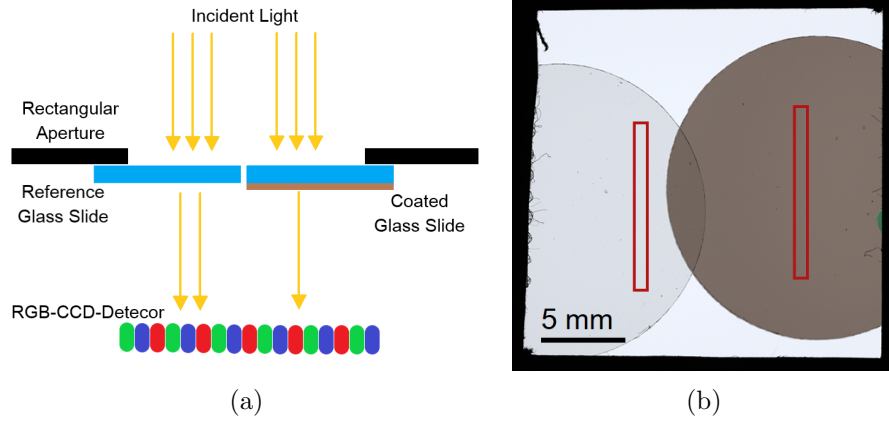 Incident Light
Rectangular
Aperture
Reference
Glass Slide
Coated
Glass Slide
RGB-CCD-Detecor
5 mm
(a)
(b)